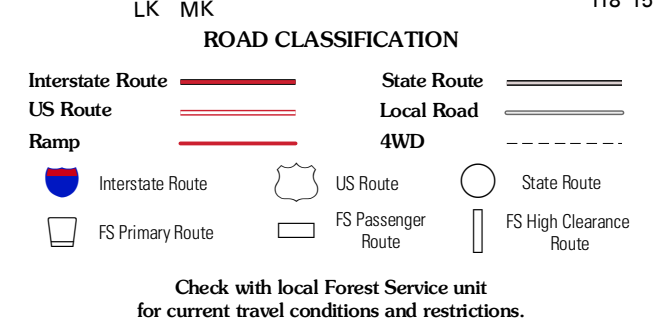 LK MK
ROAD CLASSIFICATION
Interstate Route
State Route
US Route
Local Road
Ramp
4WD
Interstate Route
US Route
State Route
FS Primary Route
FS Passenger
Route
FS High Clearance
Route
Check with local Forest Service unit
for current travel conditions and restrictions.